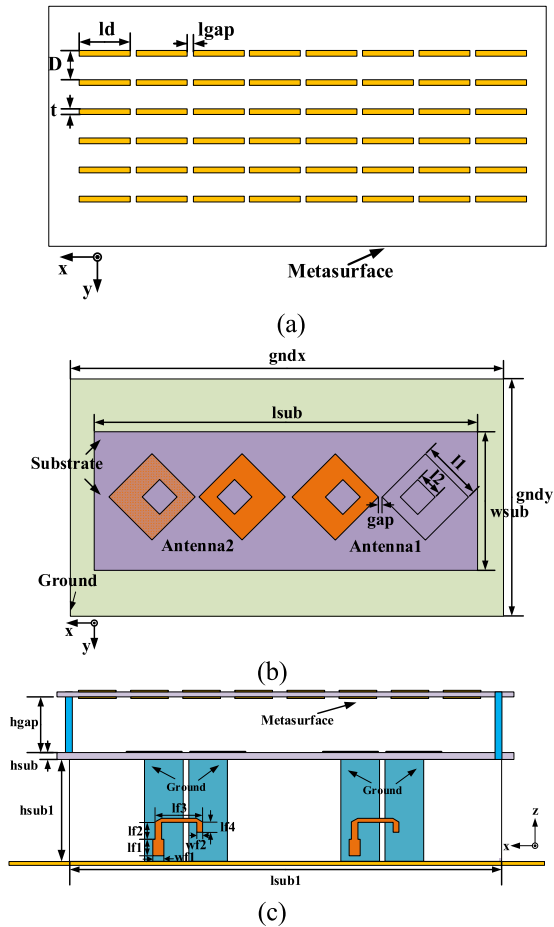 ld
lgap
D
t
x
y
Metasurface
(a)
gndx
lsub
Substrate
l1
l2
gap
gndy
wsub
Antenna2
Antenna1
Ground
x
y
(b)
hgap
Metasurface
hsub
hsub1
Ground
Ground
lf3
lf2
lf4
lf1
wf2
wf1
z
x
lsub1
(c)